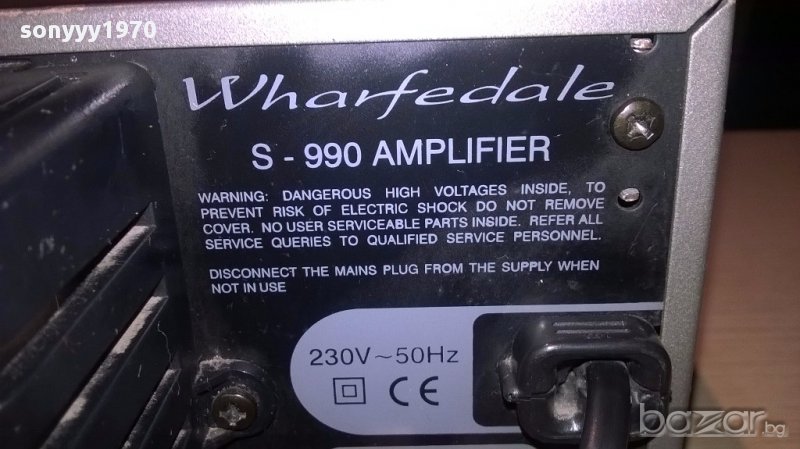 sonyyy1970
Wharfedale
S - 990 AMPLIFIER
WARNING: DANGEROUS HIGH VOLTAGES INSIDE, TO
PREVENT RISK OF ELECTRIC SHOCK DO NOT REMOVE
COVER. NO USER SERVICEABLE PARTS INSIDE. REFER ALL
SERVICE QUERIES TO QUALIFIED SERVICE PERSONNEL.
DISCONNECT THE MAINS PLUG FROM THE SUPPLY WHEN
NOT IN USE
230V~50Hz
CE
bazar.bg